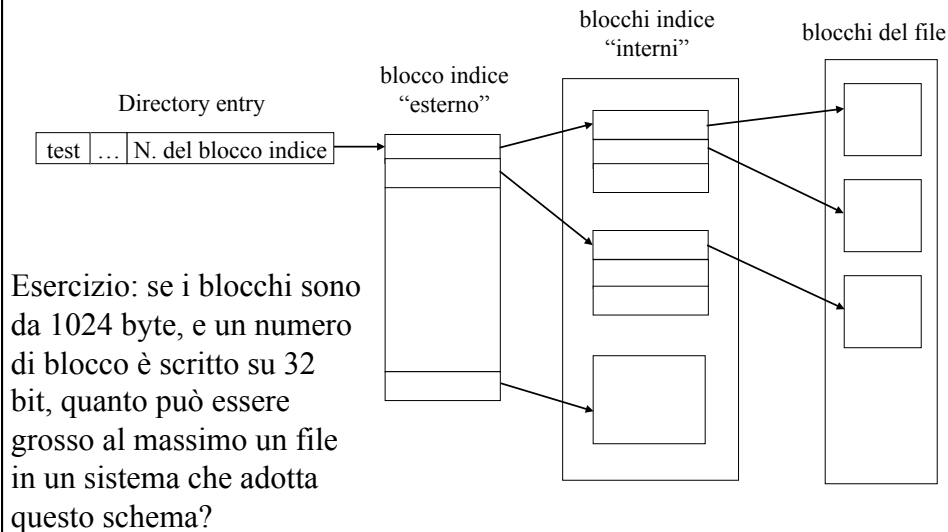 blocchi indice
“interni”
blocchi del file
blocco indice
“esterno”
Directory entry
test … N. del blocco indice
Esercizio: se i blocchi sono
da 1024 byte, e un numero
di blocco è scritto su 32
bit, quanto può essere
grosso al massimo un file
in un sistema che adotta
questo schema?